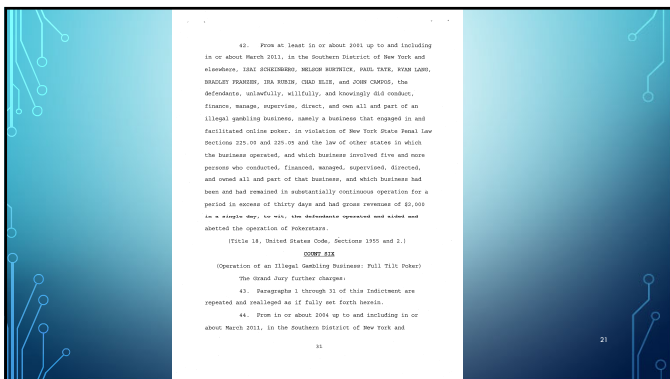 42. From at least in or about 2001 up to and including
in or about March 2011, in the Southern District of New York and
elsewhere, ISAI SCHEINBERG, NELSON BURTNICK, PAUL TATE, RYAN LANG,
BRADLEY FRANZEN, IRA RUBIN, CHAD ELIE, and JOHN CAMPOS, the
defendants, unlawfully, willfully, and knowingly did conduct,
finance, manage, supervise, direct, and own all and part of an
illegal gambling business, namely a business that engaged in and
facilitated online poker, in violation of New York State Penal Law
Sections 225.00 and 225.05 and the law of other states in which
the business operated, and which business involved five and more
persons who conducted, financed, managed, supervised, directed,
and owned all and part of that business, and which business had
been and had remained in substantially continuous operation for a
period in excess of thirty days and had gross revenues of $2,000
in a single day, to wit, the defendants operated and aided and
abetted the operation of Pokerstars.
(Title 18, United States Code, Sections 1955 and 2.)
COUNT SIX
(Operation of an Illegal Gambling Business: Full Tilt Poker)
The Grand Jury further charges:
43. Paragraphs 1 through 31 of this Indictment are
repeated and realleged as if fully set forth herein.
44. From in or about 2004 up to and including in or
about March 2011, in the Southern District of New York and
21